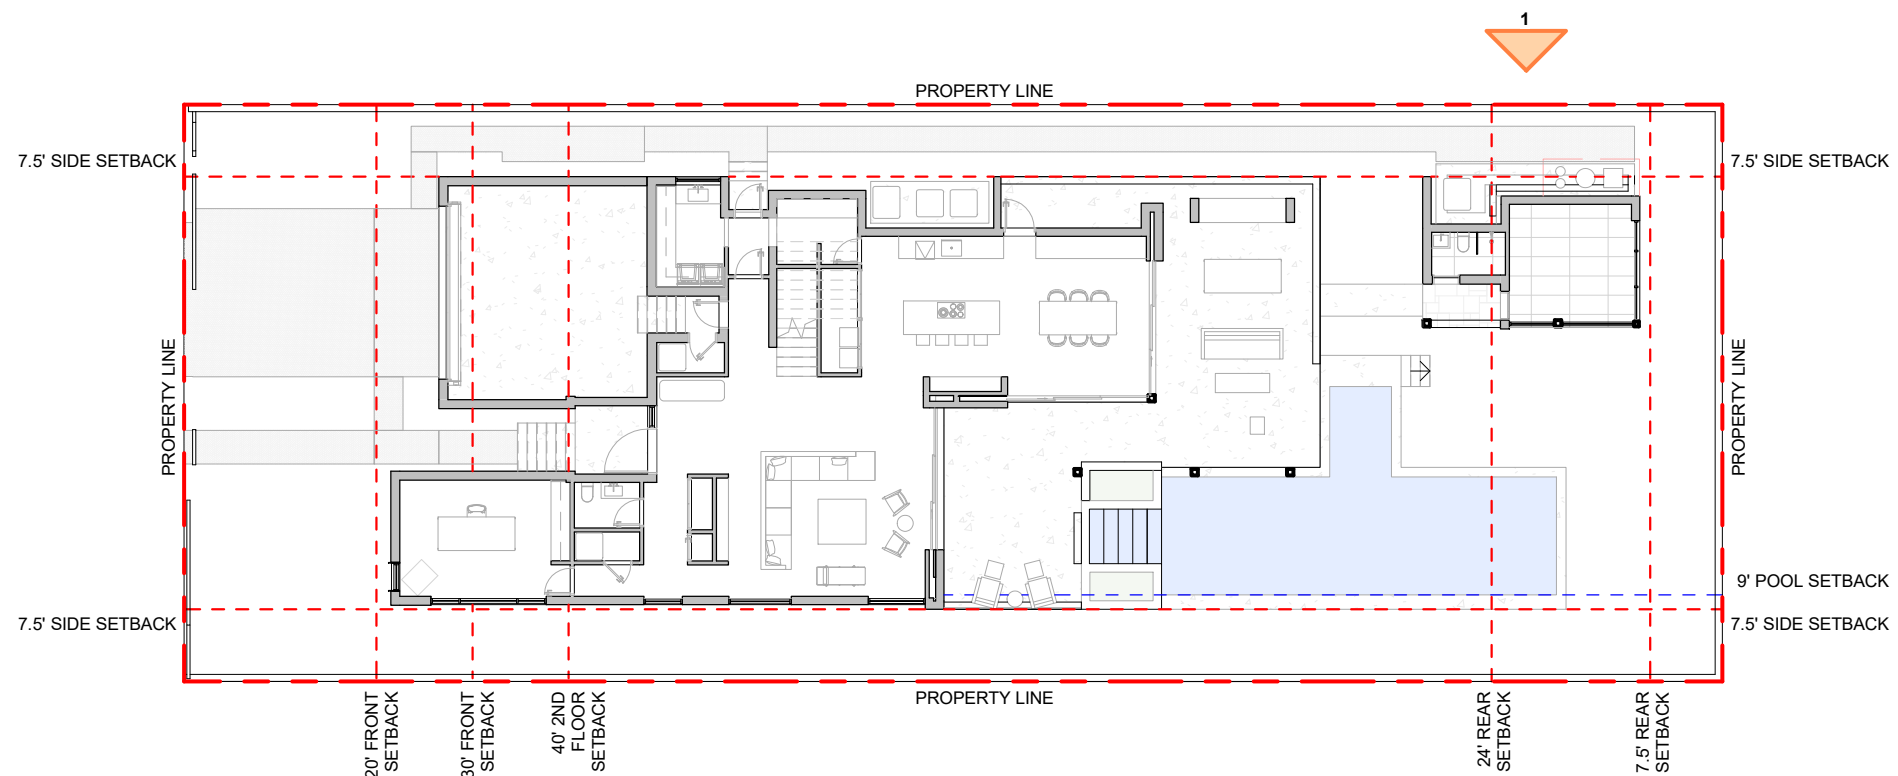 1
PROPERTY LINE
7.5' SIDE SETBACK
7.5' SIDE SETBACK
PROPERTY LINE
PROPERTY LINE
9' POOL SETBACK
7.5' SIDE SETBACK
7.5' SIDE SETBACK
PROPERTY LINE
20' FRONT
SETBACK
30' FRONT
SETBACK
40' 2ND
FLOOR
SETBACK
24' REAR
SETBACK
7.5' REAR
SETBACK